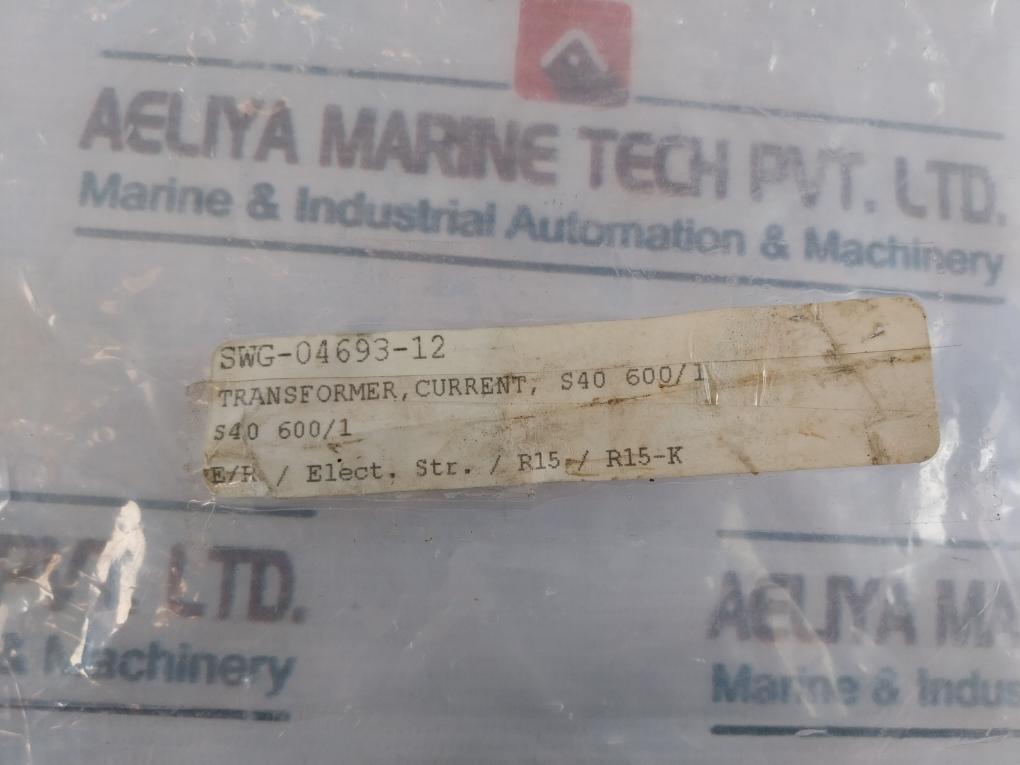 AELIYA MARINE TECH PVT. LTD.
Marine & Industrial Automation & Machinery
SWG-04693-12
TRANSFORMER,CURRENT, S40 600/1
S40 600/1
E/R / Elect. Str. / R15 / R15-K
PVT. LTD.
& Machinery
AELIYA MA
Marine & Indus